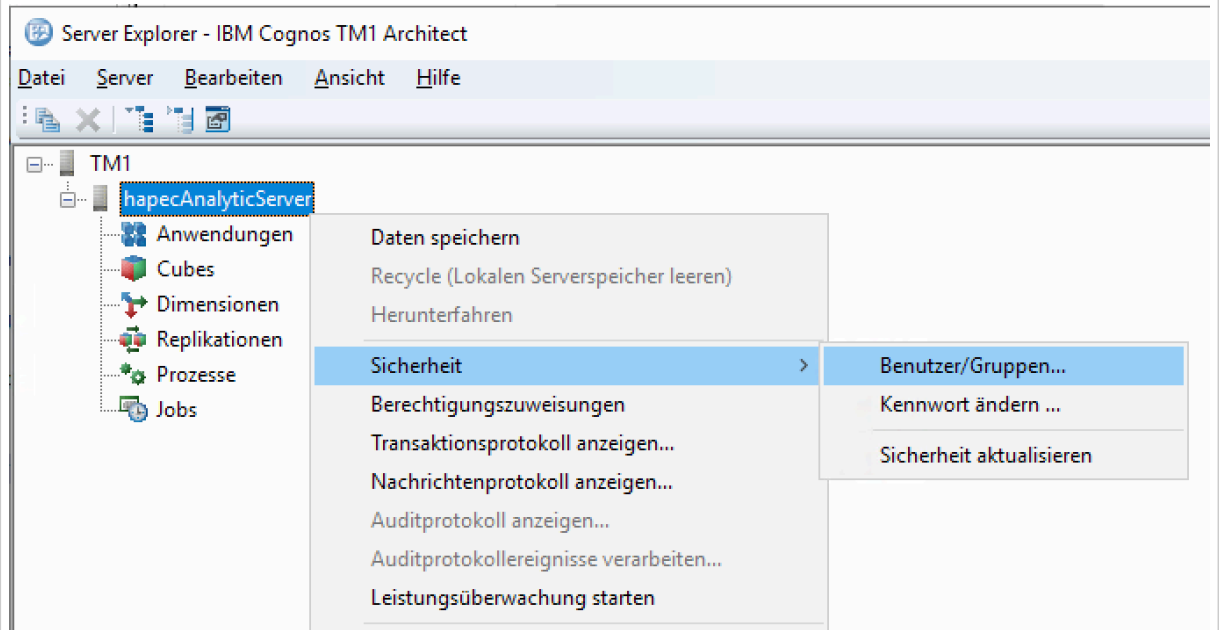 Server Explorer - IBM Cognos TM1 Architect
Datei Server Bearbeiten Ansicht Hilfe
TM1
hapecAnalyticServer
Anwendungen
Cubes
Dimensionen
Replikationen
Prozesse
Jobs
Daten speichern
Recycle (Lokalen Serverspeicher leeren)
Herunterfahren
Sicherheit
Berechtigungszuweisungen
Transaktionsprotokoll anzeigen...
Nachrichtenprotokoll anzeigen...
Auditprotokoll anzeigen...
Auditprotokollereignisse verarbeiten...
Leistungsüberwachung starten
Benutzer/Gruppen...
Kennwort ändern ...
Sicherheit aktualisieren